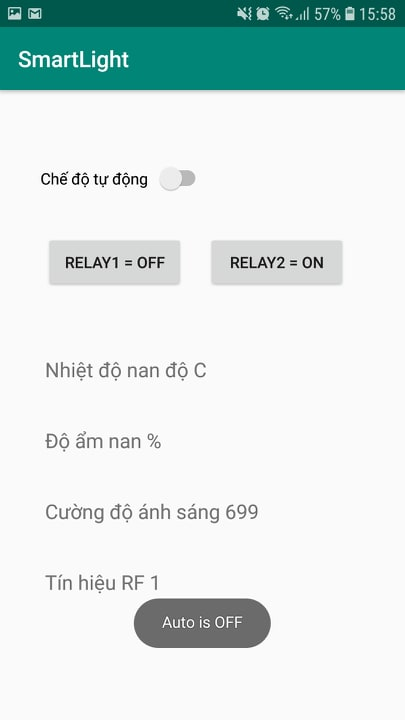 57% 15:58
SmartLight
Chế độ tự động
RELAY1 = OFF RELAY2 = ON
Nhiệt độ nan độ C
Độ ẩm nan %
Cường độ ánh sáng 699
Tín hiệu RF 1
Auto is OFF